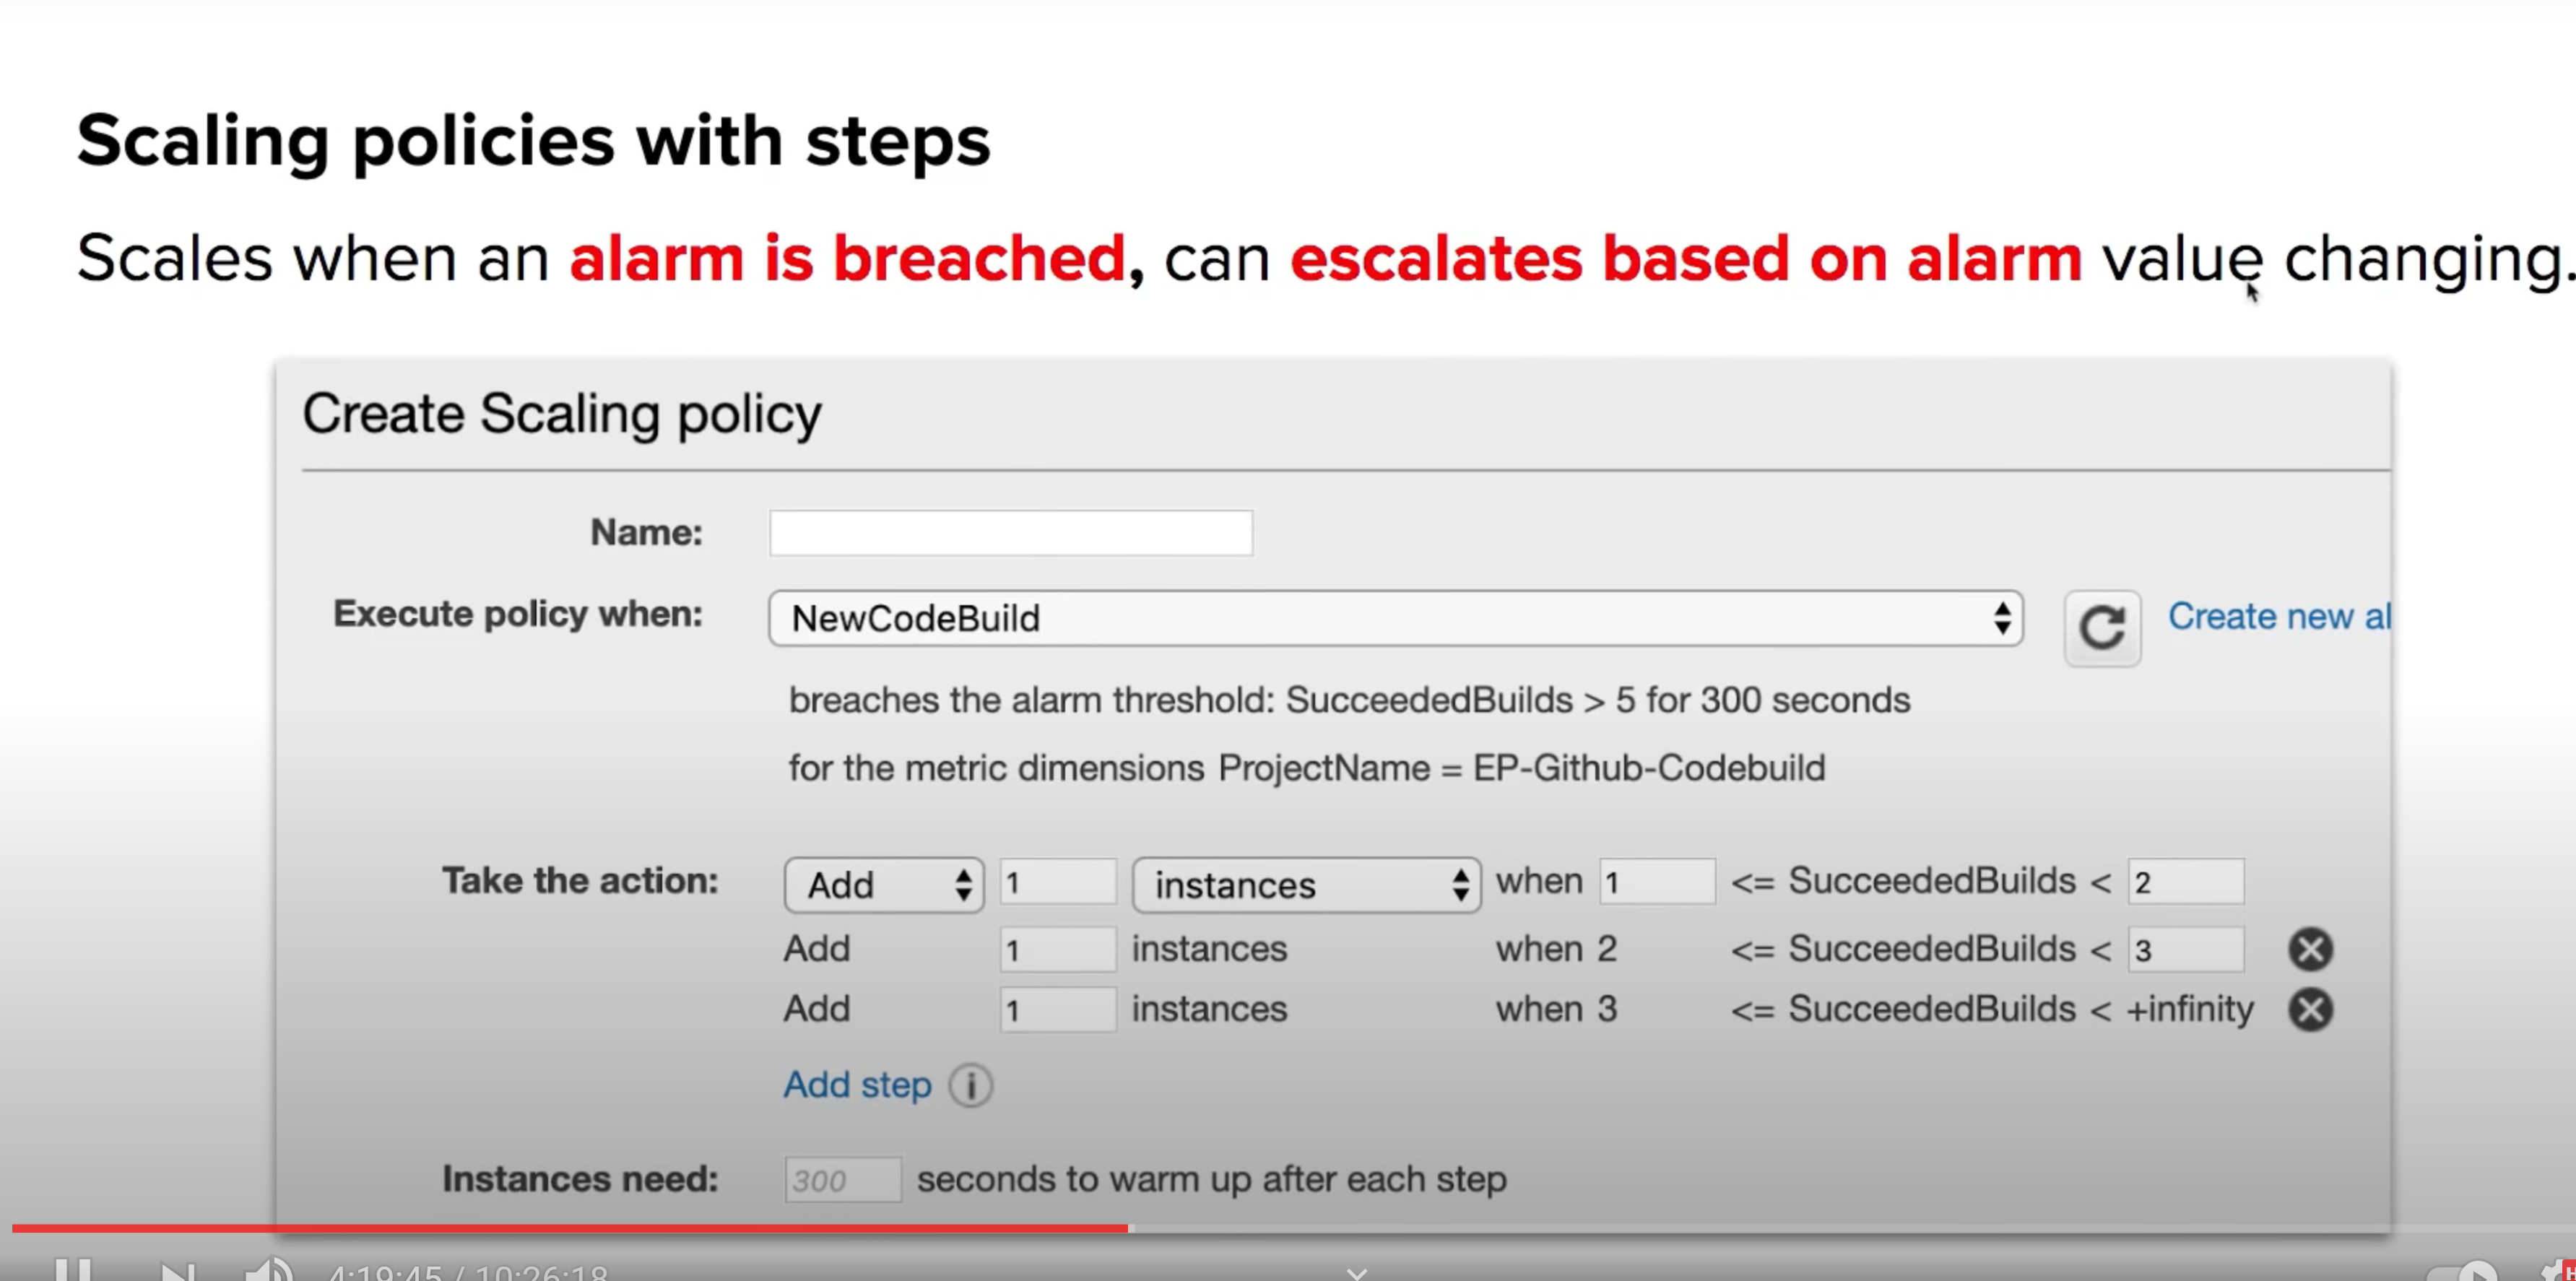 Scaling policies with steps
Scales when an alarm is breached, can escalates based on alarm value changing.
Create Scaling policy
Name:
Execute policy when: NewCodeBuild Create new al
breaches the alarm threshold: SucceededBuilds > 5 for 300 seconds
for the metric dimensions ProjectName = EP-Github-Codebuild
Take the action: Add 1 instances when 1 <= SucceededBuilds < 2
Add 1 instances when 2 <= SucceededBuilds < 3
Add 1 instances when 3 <= SucceededBuilds < +infinity
Add step i
Instances need: 300 seconds to warm up after each step
4:19:45 / 10:26:18